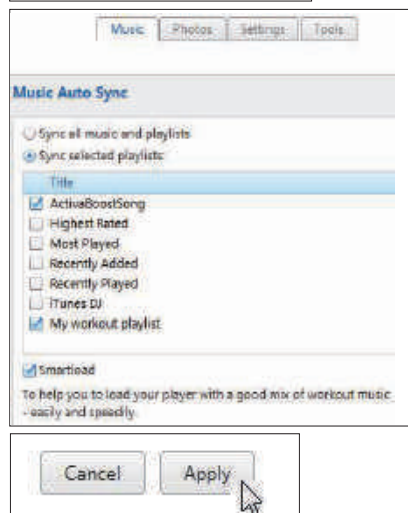 Music Photos Settings Tools
Music Auto Sync
Sync all music and playlists
Sync selected playlists:
Title
ActivaBoostSong
Highest Rated
Most Played
Recently Added
Recently Played
iTunes DJ
My workout playlist
Smartload
To help you to load your player with a good mix of workout music
- easily and speedily.
Cancel Apply